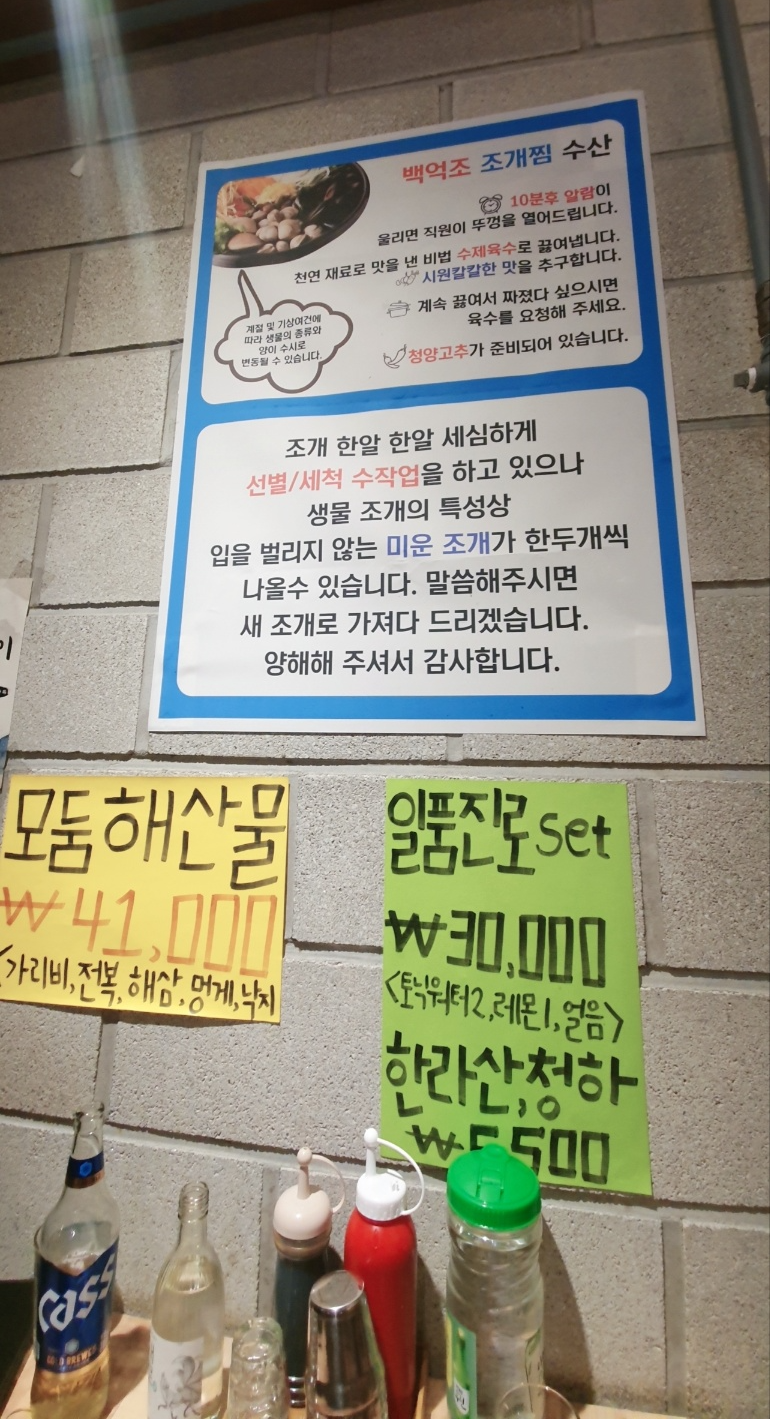 백억조 조개찜 수산
10분후 알람이
울리면 직원이 뚜껑을 열어드립니다.
천연 재료로 맛을 낸 비법 수제육수로 끓여냅니다.
시원칼칼한 맛을 추구합니다.
계속 끓여서 짜졌다 싶으시면
육수를 요청해 주세요.
청양고추가 준비되어 있습니다.
계절 및 기상여건에
따라 생물의 종류와
양이 수시로
변동될 수 있습니다.
조개 한알 한알 세심하게
선별/세척 수작업을 하고 있으나
생물 조개의 특성상
입을 벌리지 않는 미운 조개가 한두개씩
나올수 있습니다. 말씀해주시면
새 조개로 가져다 드리겠습니다.
양해해 주셔서 감사합니다.
이
모둠해산물
₩41,000
<가리비,전복,해삼,멍게,낙지
일품진로 set
₩30,000
<토닉워터2,레몬1,얼음>
한라산,청하
₩5,500
Cass